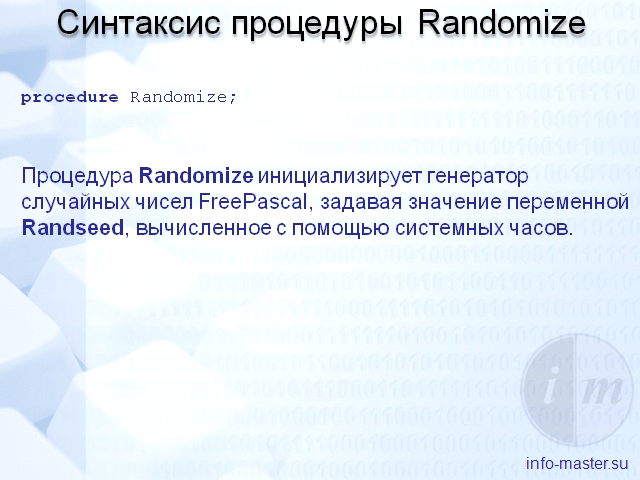 Синтаксис процедуры Randomize
procedure Randomize;
Процедура Randomize инициализирует генератор
случайных чисел FreePascal, задавая значение переменной
Randseed, вычисленное с помощью системных часов.
im
info-master.su